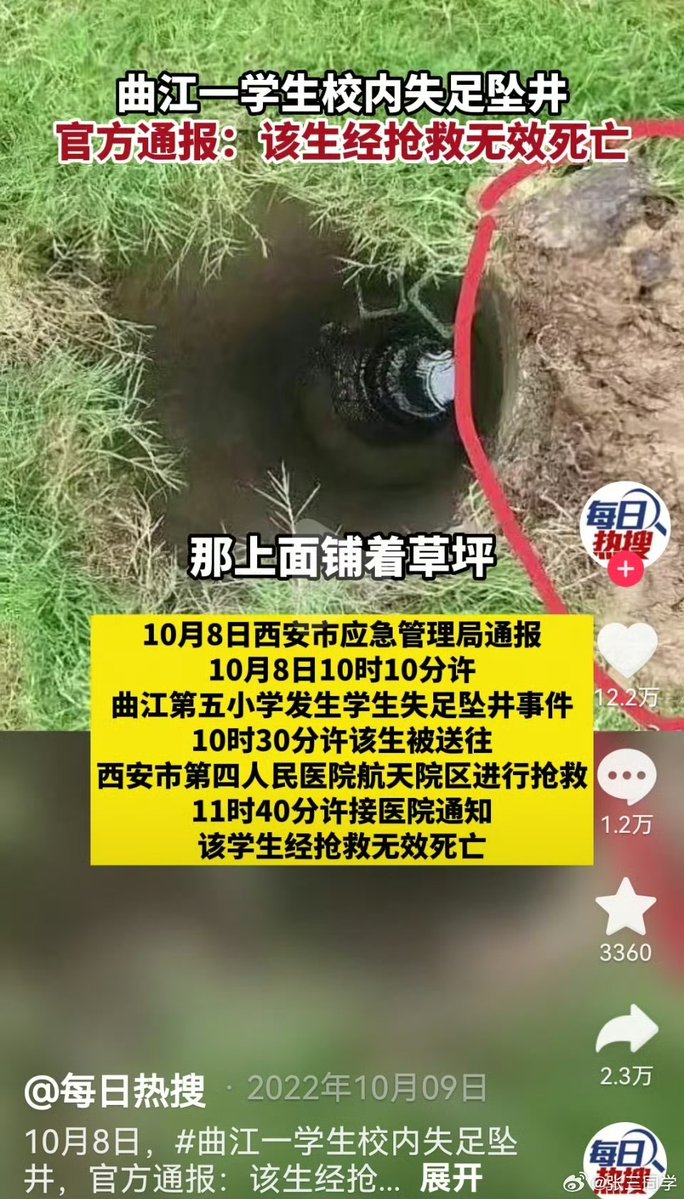 曲江一学生校内失足坠井
官方通报：该生经抢救无效死亡
那上面铺着草坪
每日
热搜
10月8日西安市应急管理局通报
10月8日10时10分许
曲江第五小学发生学生失足坠井事件
10时30分许该生被送往
西安市第四人民医院航天院区进行抢救
11时40分许接医院通知
该学生经抢救无效死亡
12.2万
1.2万
3360
2.3万
@每日热搜 · 2022年10月09日
10月8日，#曲江一学生校内失足坠
井，官方通报：该生经抢... 展开
每日
@张三同学